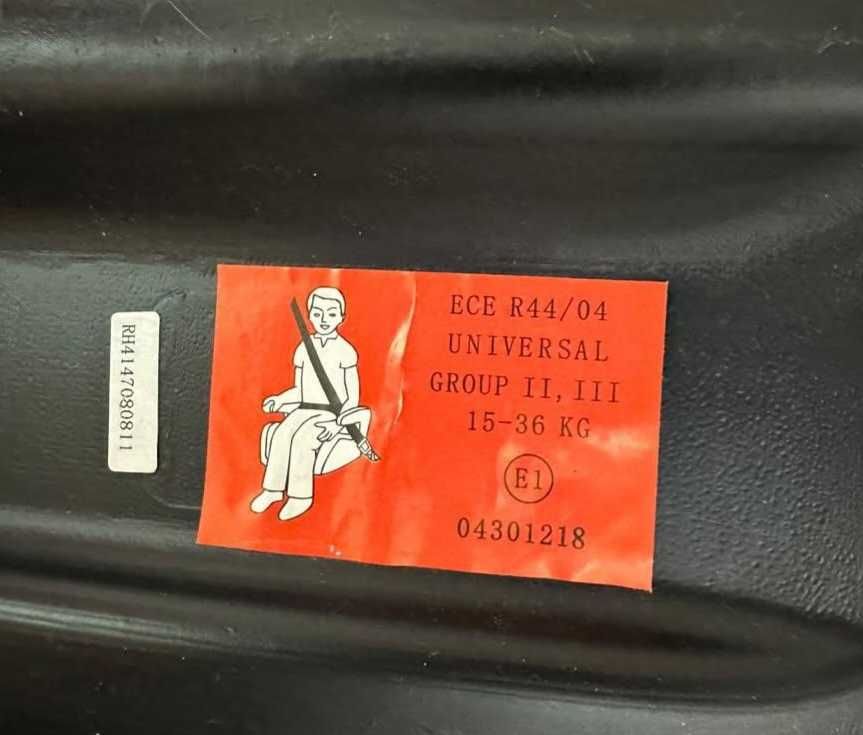 RH4147080811
ECE R44/04
UNIVERSAL
GROUP II, III
15-36 KG
E1
04301218